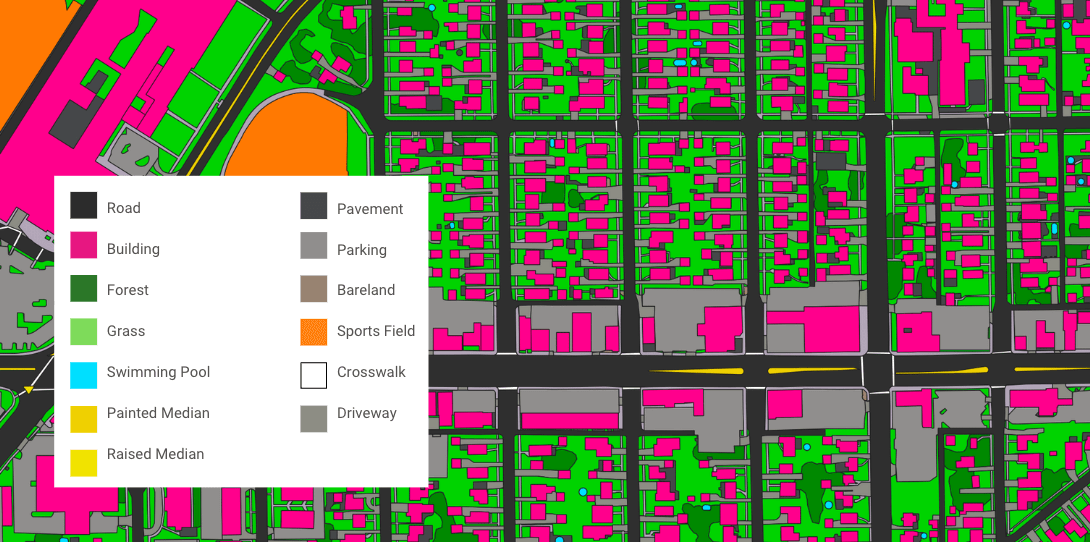 Road
Building
Forest
Grass
Swimming Pool
Painted Median
Raised Median
Pavement
Parking
Bareland
Sports Field
Crosswalk
Driveway